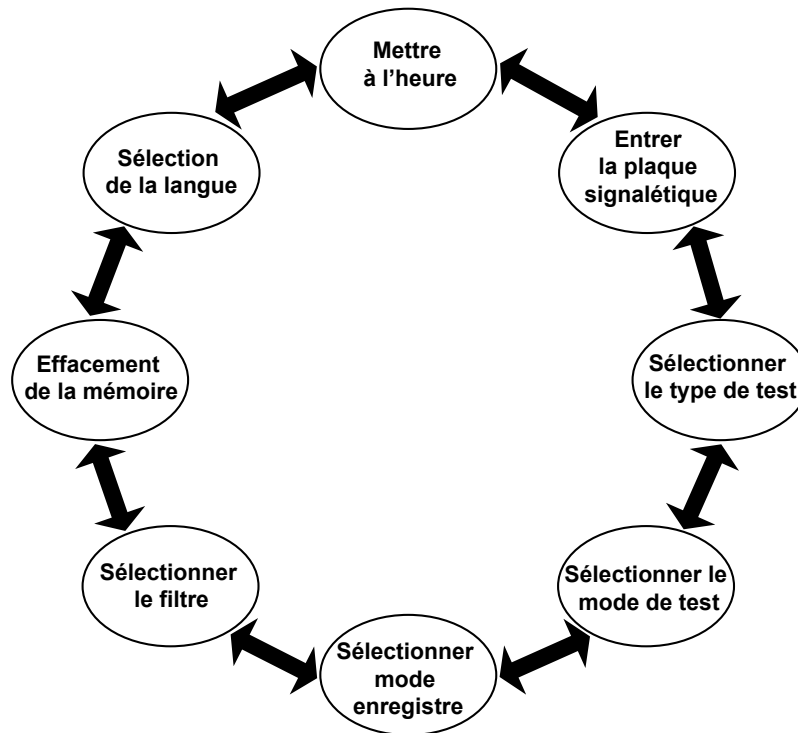 Mettre
à l’heure
Entrer
la plaque
signalétique
Sélectionner
le type de test
Sélectionner le
mode de test
Sélectionner
mode
enregistre
Sélectionner
le filtre
Effacement
de la mémoire
Sélection
de la langue